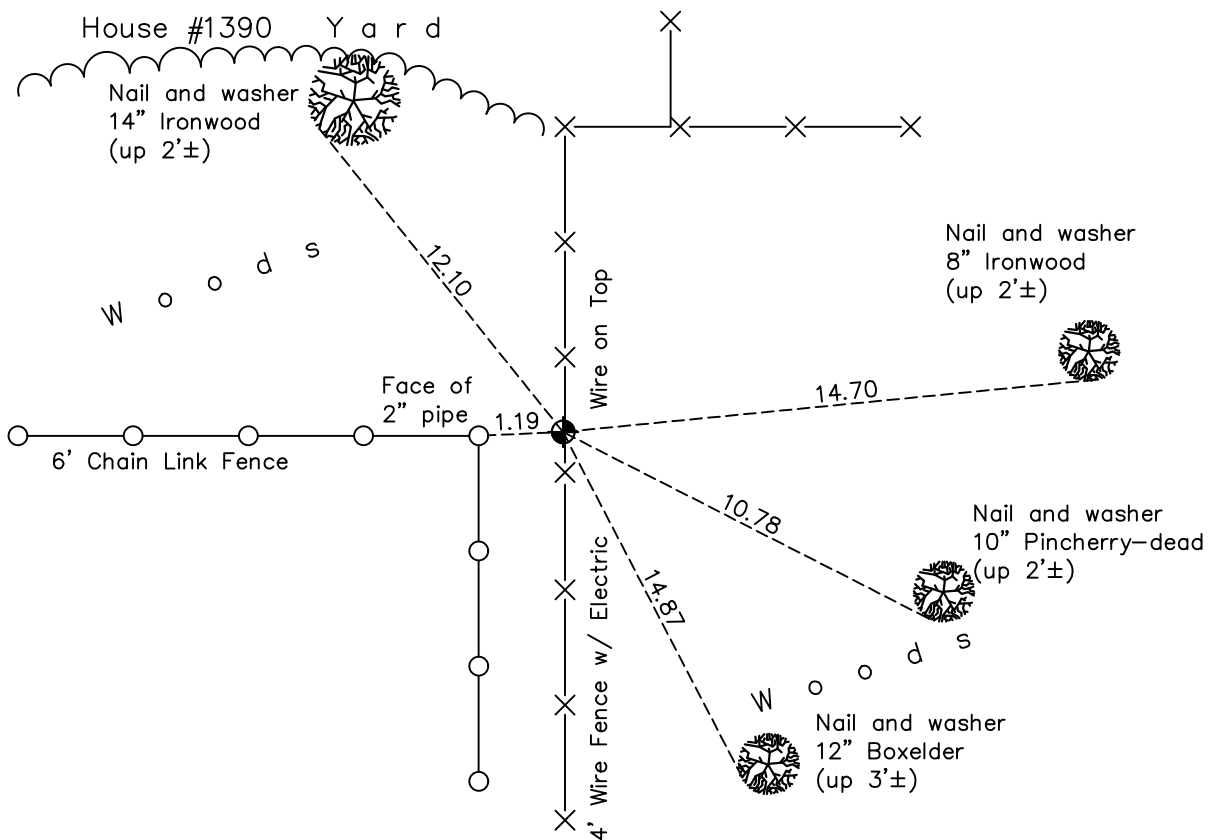 House #1390 Yard
Nail and washer
14” Ironwood
(up 2'±)
Woods
12.10
Wire on Top
Nail and washer
8” Ironwood
(up 2'±)
14.70
Face of
2” pipe
1.19
6' Chain Link Fence
10.78
Nail and washer
10” Pincherry-dead
(up 2'±)
14.87
4' Wire Fence w/ Electric
Woods
Nail and washer
12” Boxelder
(up 3'±)